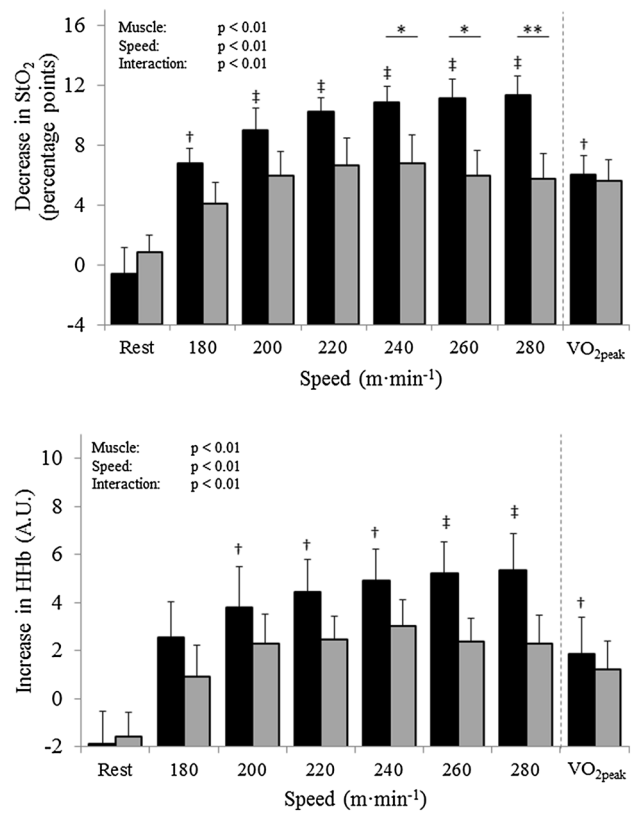 Decrease in StO2
(percentage points)
16
12
8
4
0
-4
Muscle: p < 0.01
Speed: p < 0.01
Interaction: p < 0.01
† ‡ ‡ ‡ ‡ ‡ †
* * **
Rest 180 200 220 240 260 280 VO2peak
Speed (m·min-1)
Increase in HHb (A.U.)
10
8
6
4
2
0
-2
Muscle: p < 0.01
Speed: p < 0.01
Interaction: p < 0.01
† † † ‡ ‡ †
Rest 180 200 220 240 260 280 VO2peak
Speed (m·min-1)